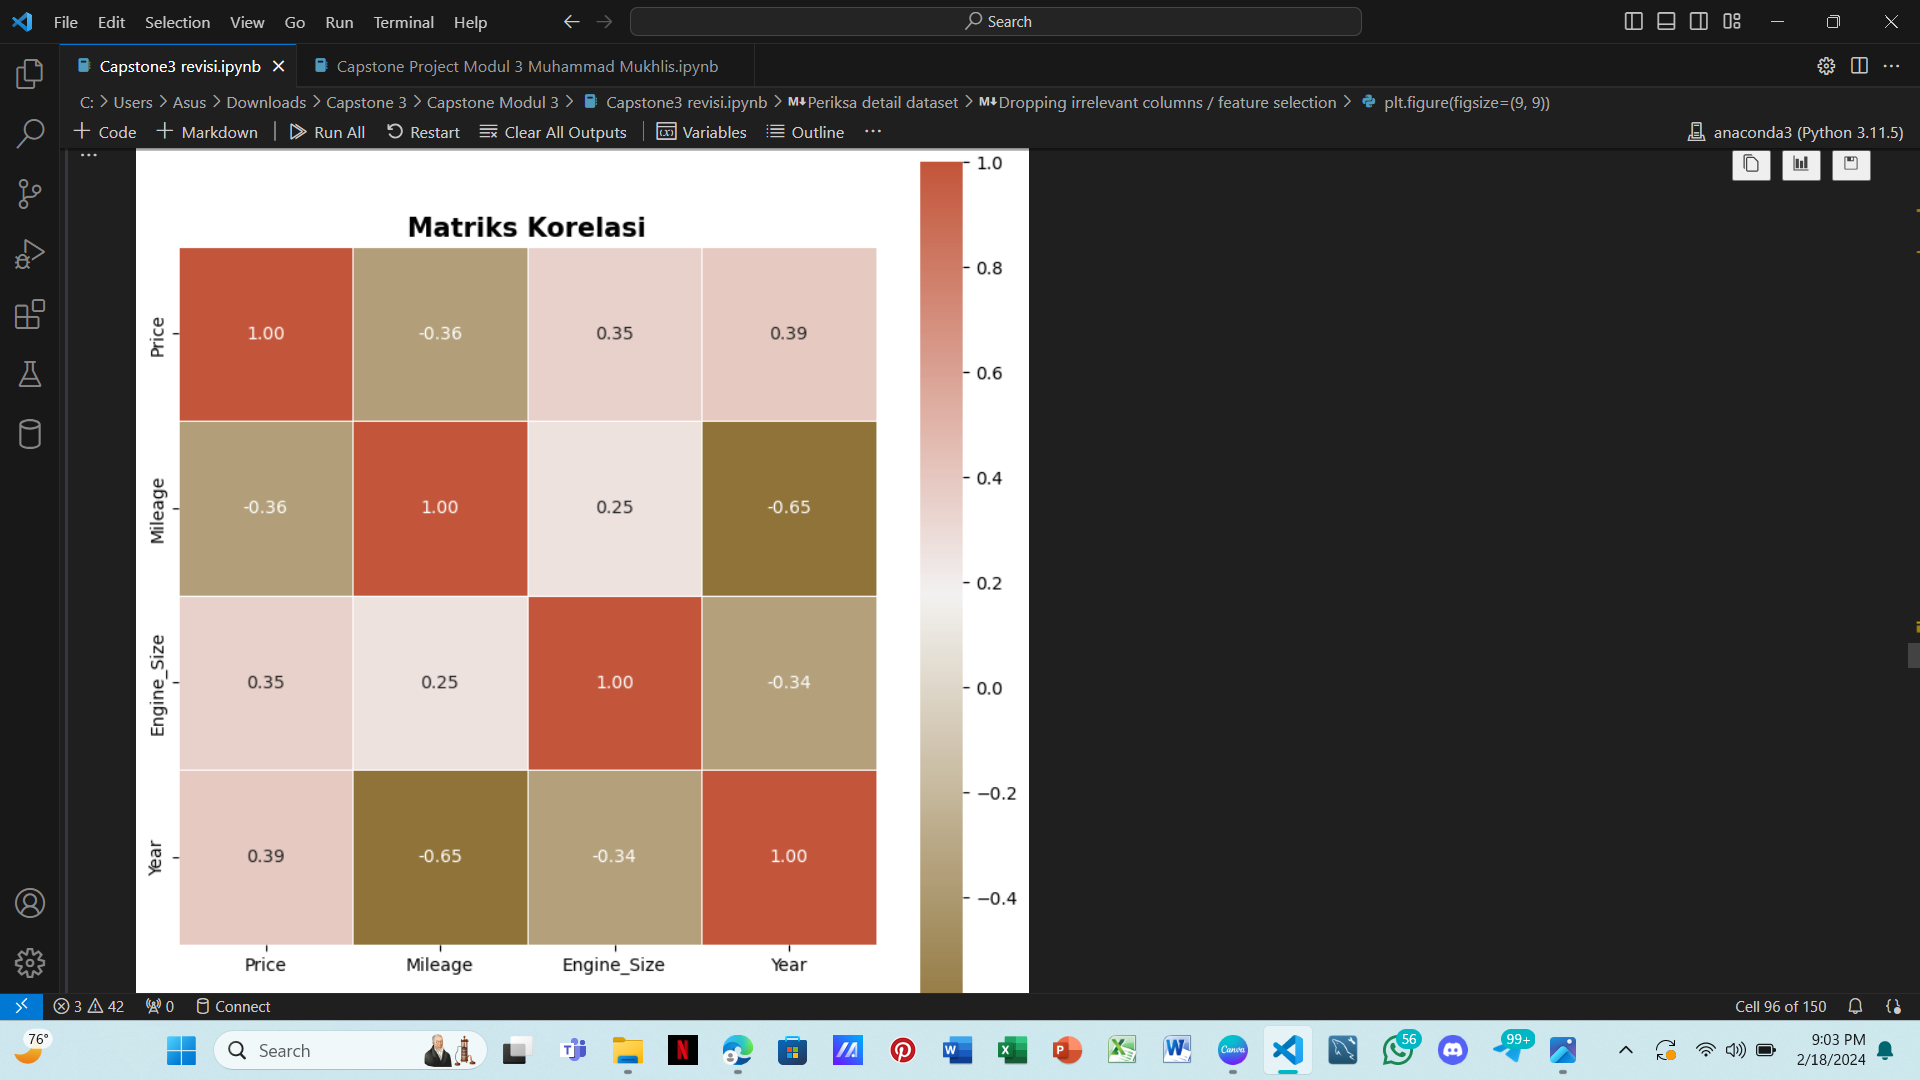 File Edit Selection View Go Run Terminal Help
Search
Capstone3 revisi.ipynb
Capstone Project Modul 3 Muhammad Mukhlis.ipynb
C: > Users > Asus > Downloads > Capstone 3 > Capstone Modul 3 > Capstone3 revisi.ipynb > M↓Periksa detail dataset > M↓Dropping irrelevant columns / feature selection > plt.figure(figsize=(9, 9))
+ Code + Markdown Run All Restart Clear All Outputs Variables Outline ...
anaconda3 (Python 3.11.5)
Matriks Korelasi
Price 1.00 -0.36 0.35 0.39
Mileage -0.36 1.00 0.25 -0.65
Engine_Size 0.35 0.25 1.00 -0.34
Year 0.39 -0.65 -0.34 1.00
Price Mileage Engine_Size Year
1.0
0.8
0.6
0.4
0.2
0.0
−0.2
−0.4
3 42 0 Connect
Cell 96 of 150
76°
Search
N
W
X
P
X
W
Canva
56
99+
9:03 PM
2/18/2024